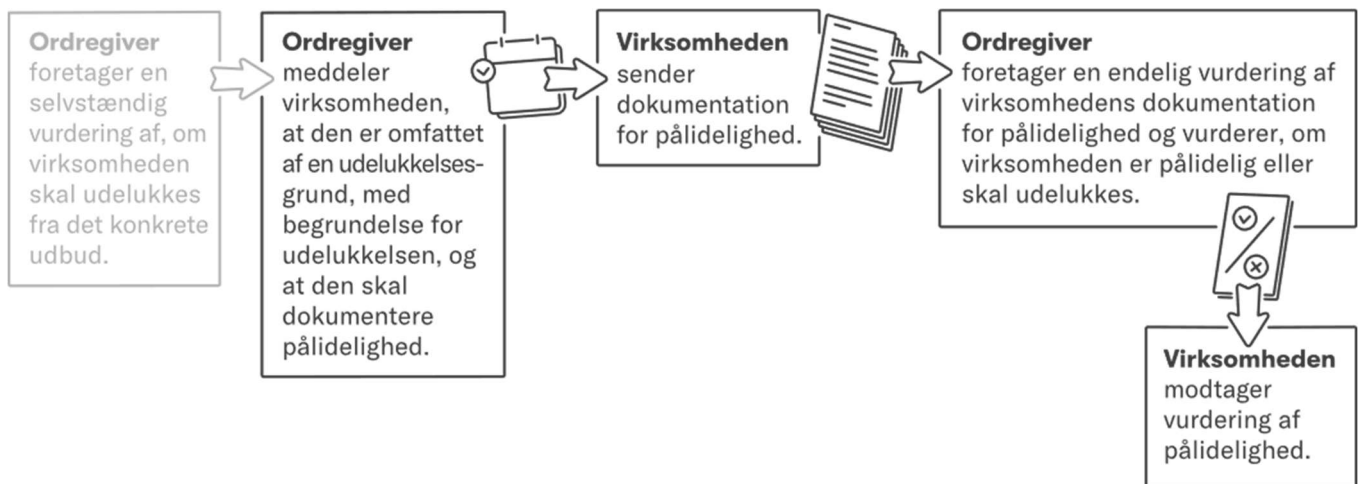 Ordregiver
foretager en
selvstændig
vurdering af, om
virksomheden
skal udelukkes
fra det konkrete
udbud.
Ordregiver
meddeler
virksomheden,
at den er omfattet
af en udelukkelses-
grund, med
begrundelse for
udelukkelsen, og
at den skal
dokumentere
pålidelighed.
Virksomheden
sender
dokumentation
for pålidelighed.
Ordregiver
foretager en endelig vurdering af
virksomhedens dokumentation
for pålidelighed og vurderer, om
virksomheden er pålidelig eller
skal udelukkes.
Virksomheden
modtager
vurdering af
pålidelighed.